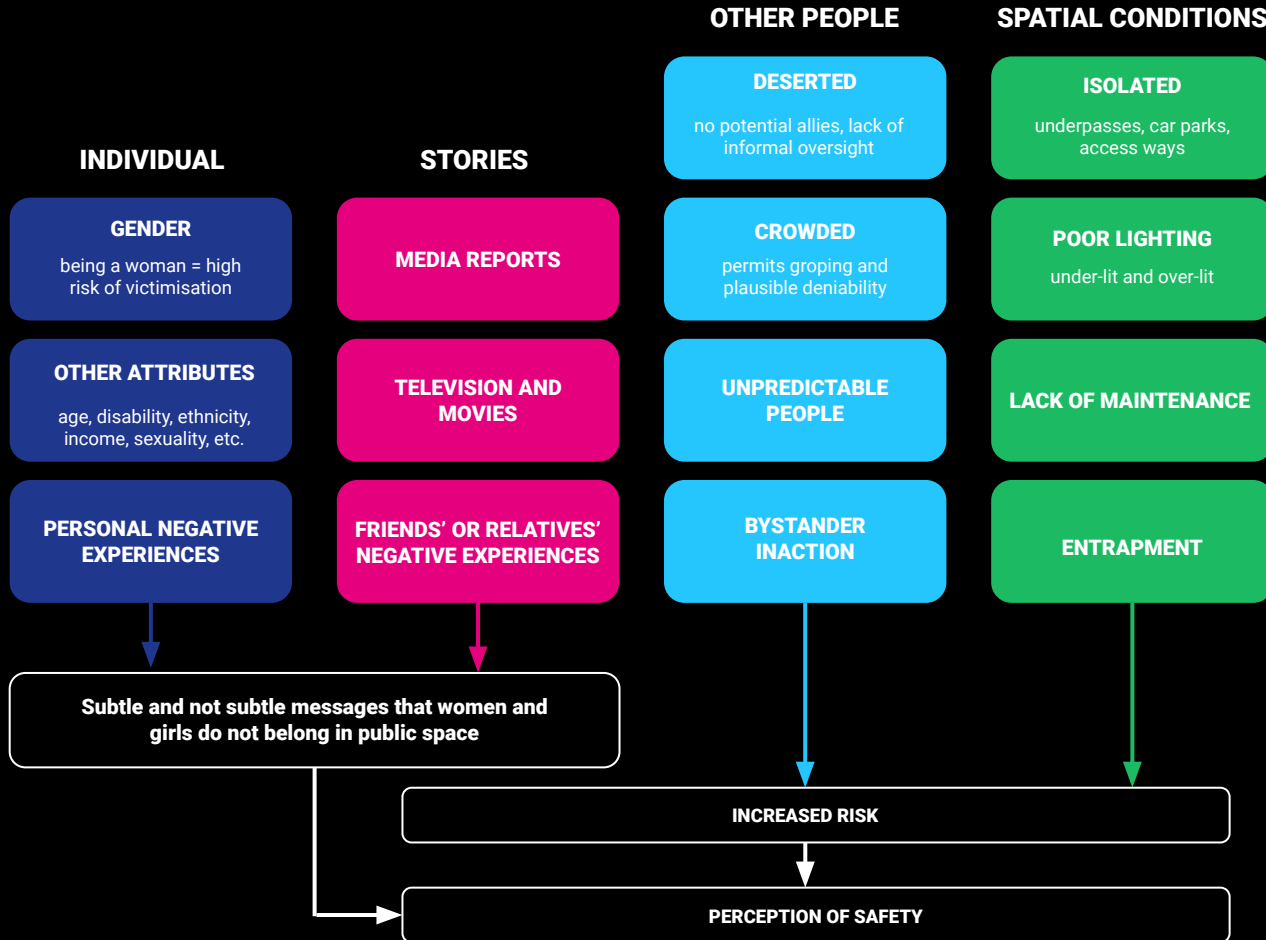 INDIVIDUAL
GENDER
being a woman = high
risk of victimisation
OTHER ATTRIBUTES
age, disability, ethnicity,
income, sexuality, etc.
PERSONAL NEGATIVE
EXPERIENCES
STORIES
MEDIA REPORTS
TELEVISION AND
MOVIES
FRIENDS’ OR RELATIVES’
NEGATIVE EXPERIENCES
OTHER PEOPLE
DESERTED
no potential allies, lack of
informal oversight
CROWDED
permits groping and
plausible deniability
UNPREDICTABLE
PEOPLE
BYSTANDER
INACTION
SPATIAL CONDITIONS
ISOLATED
underpasses, car parks,
access ways
POOR LIGHTING
under-lit and over-lit
LACK OF MAINTENANCE
ENTRAPMENT
Subtle and not subtle messages that women and
girls do not belong in public space
INCREASED RISK
PERCEPTION OF SAFETY